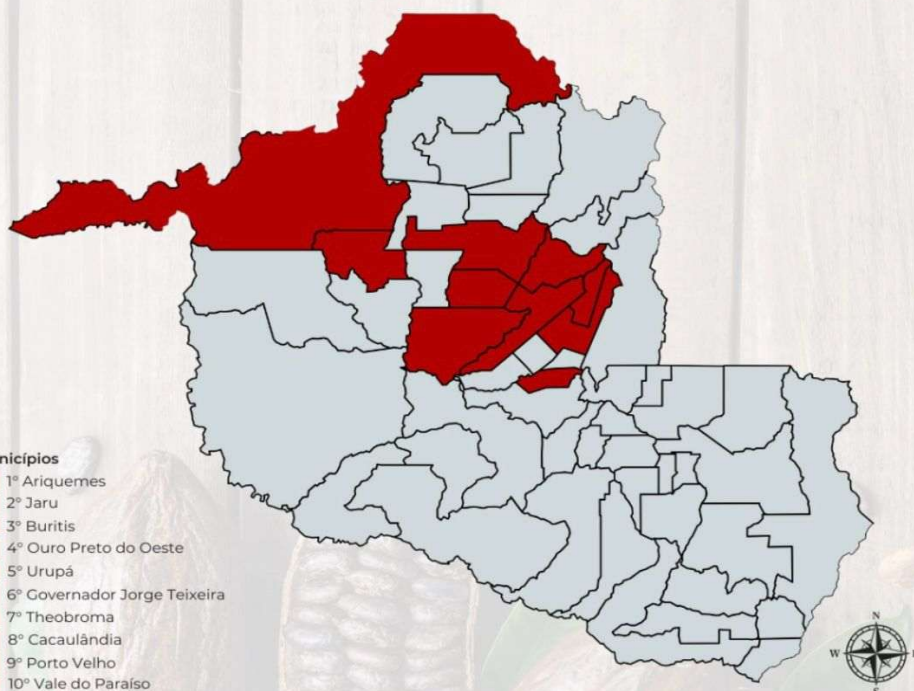 nicípios
1º Ariquemes
2º Jaru
3º Buritis
4º Ouro Preto do Oeste
5º Urupá
6º Governador Jorge Teixeira
7º Theobroma
8º Cacaulândia
9º Porto Velho
10º Vale do Paraíso
N
W